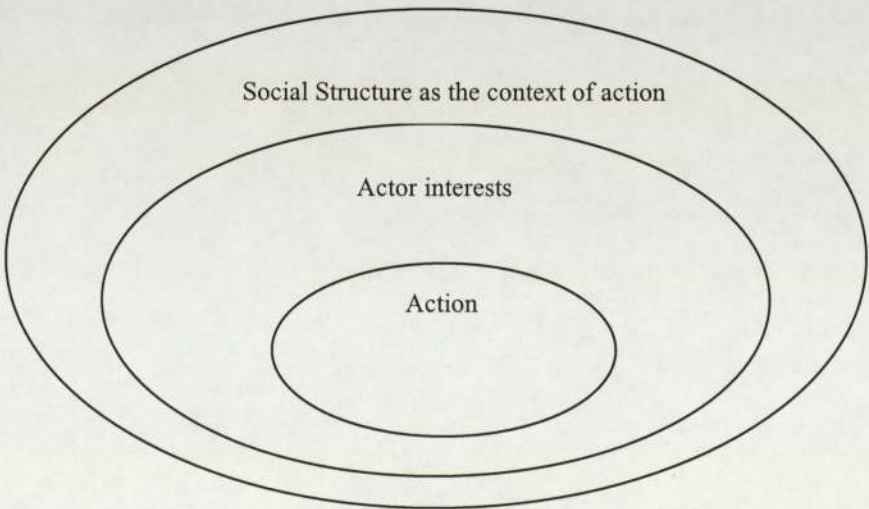 Social Structure as the context of action
Actor interests
Action